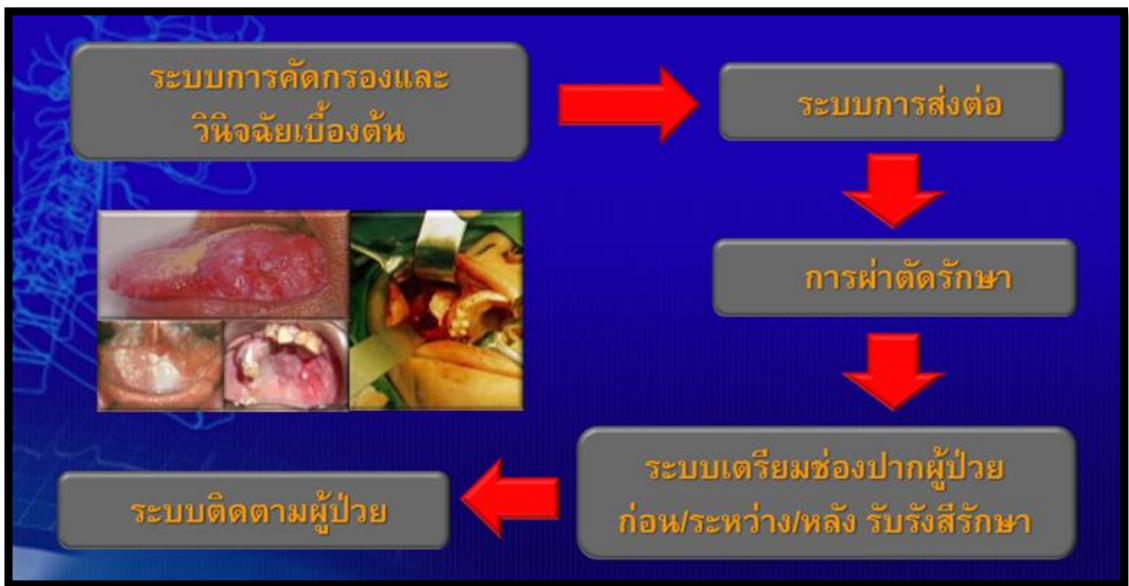 ระบบการคัดกรองและ
วินิจฉัยเบื้องต้น
ระบบการส่งต่อ
การผ่าตัดรักษา
ระบบเตรียมช่องปากผู้ป่วย
ก่อน/ระหว่าง/หลัง รับรังสีรักษา
ระบบติดตามผู้ป่วย